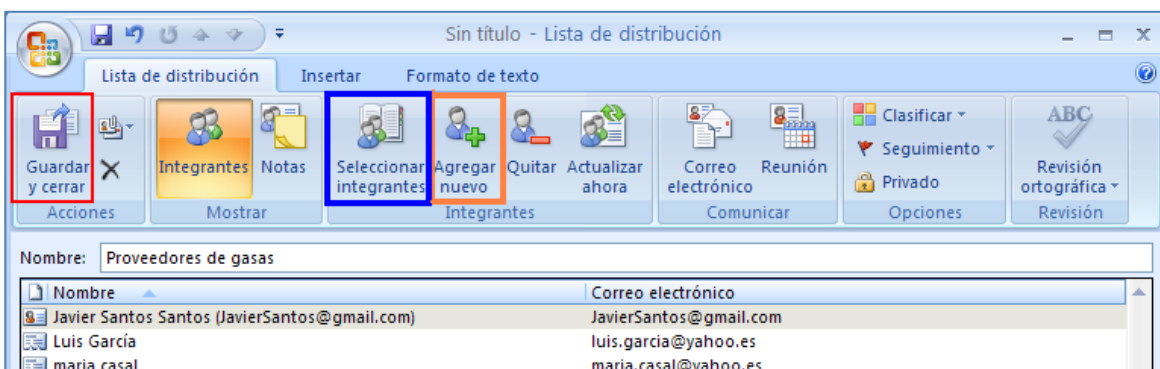 Sin título - Lista de distribución
Lista de distribución Insertar Formato de texto
Guardar y cerrar
Integrantes Notas
Seleccionar integrantes Agregar nuevo Quitar Actualizar ahora
Correo electrónico Reunión
Clasificar
Seguimiento
Privado
ABC
Revisión ortográfica
Acciones Mostrar Integrantes Comunicar Opciones Revisión
Nombre: Proveedores de gasas
Nombre Correo electrónico
Javier Santos Santos (JavierSantos@gmail.com) JavierSantos@gmail.com
Luis García luis.garcia@yahoo.es
maria casal maria.casal@yahoo.es